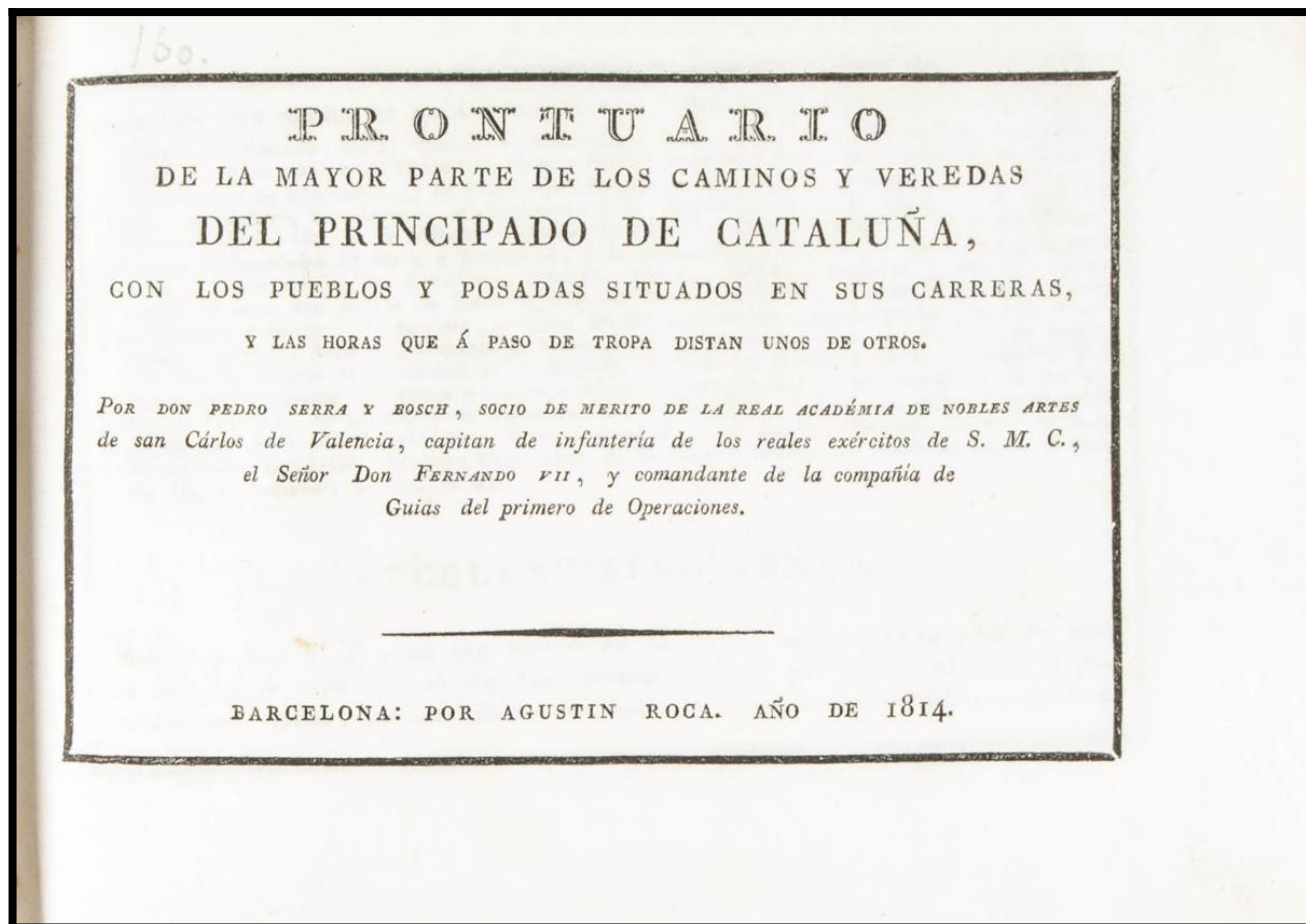 160.
PRONTUARIO
DE LA MAYOR PARTE DE LOS CAMINOS Y VEREDAS
DEL PRINCIPADO DE CATALUÑA,
CON LOS PUEBLOS Y POSADAS SITUADOS EN SUS CARRERAS,
Y LAS HORAS QUE Á PASO DE TROPA DISTAN UNOS DE OTROS.
POR DON PEDRO SERRA Y BOSCH, SOCIO DE MERITO DE LA REAL ACADÉMIA DE NOBLES ARTES
de san Cárlos de Valencia, capitan de infantería de los reales exércitos de S. M. C.,
el Señor Don FERNANDO VII, y comandante de la compañía de
Guias del primero de Operaciones.
BARCELONA: POR AGUSTIN ROCA. AÑO DE 1814.